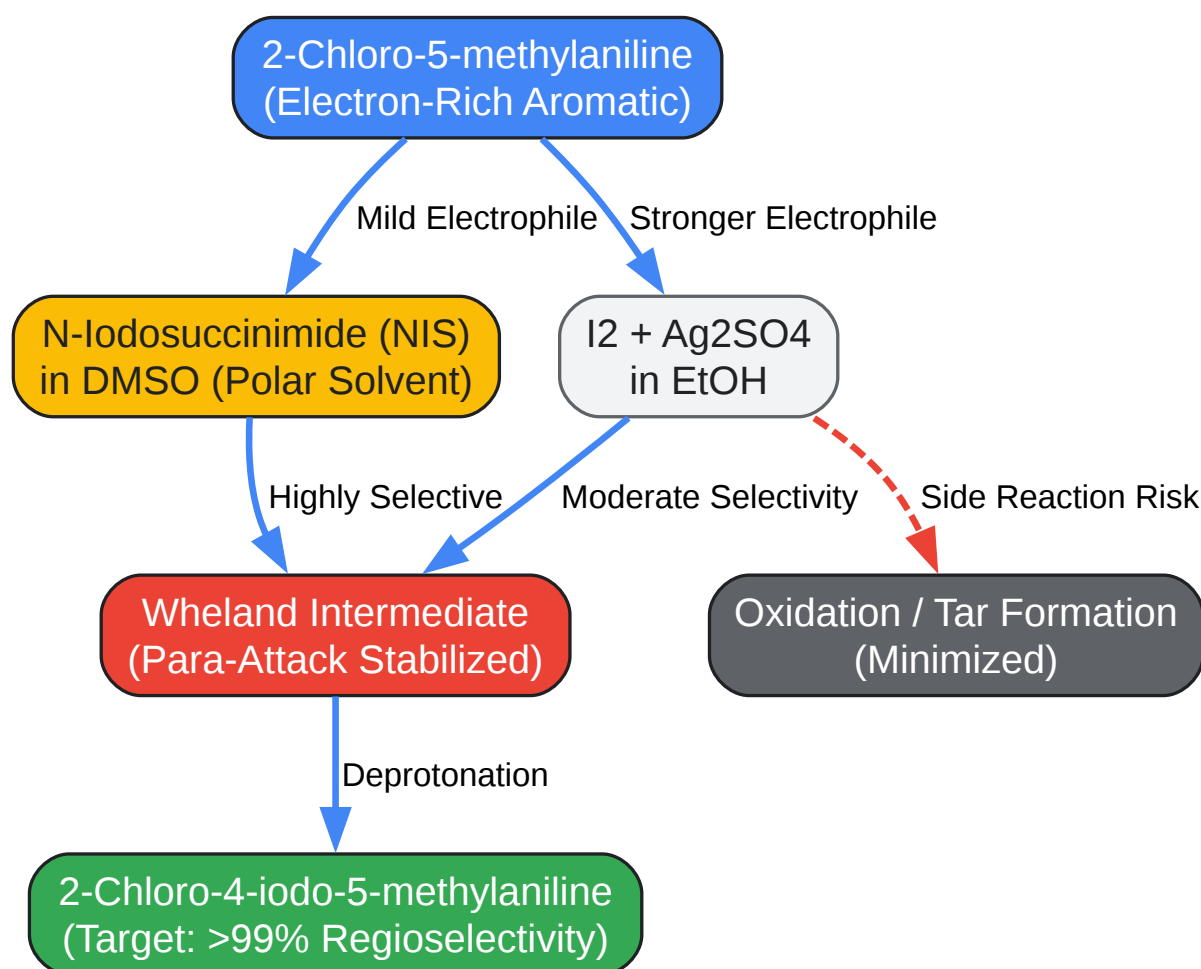 2-Chloro-5-methylaniline
(Electron-Rich Aromatic)
Mild Electrophile
Stronger Electrophile
N-Iodosuccinimide (NIS)
in DMSO (Polar Solvent)
I2 + Ag2SO4
in EtOH
Highly Selective
Moderate Selectivity
Side Reaction Risk
Wheland Intermediate
(Para-Attack Stabilized)
Oxidation / Tar Formation
(Minimized)
Deprotonation
2-Chloro-4-iodo-5-methylaniline
(Target: >99% Regioselectivity)